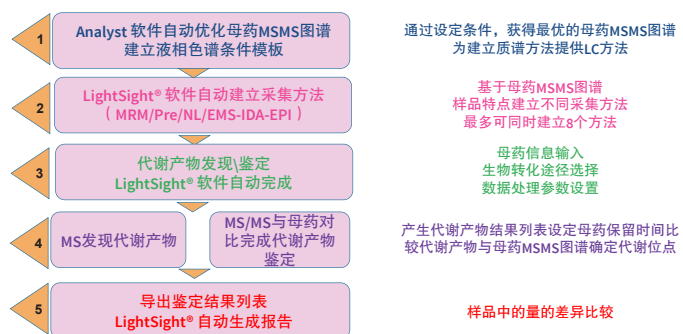 1
Analyst 软件自动优化母药MSMS图谱
建立液相色谱条件模板
通过设定条件，获得最优的母药MSMS图谱
为建立质谱方法提供LC方法
2
LightSight® 软件自动建立采集方法
（ MRM/Pre/NL/EMS-IDA-EPI ）
基于母药MSMS图谱
样品特点建立不同采集方法
最多可同时建立8个方法
3
代谢产物发现\鉴定
LightSight® 软件自动完成
母药信息输入
生物转化途径选择
数据处理参数设置
4
MS发现代谢产物
MS/MS与母药对
比完成代谢产物
鉴定
产生代谢产物结果列表设定母药保留时间比
较代谢产物与母药MSMS图谱确定代谢位点
5
导出鉴定结果列表
LightSight® 自动生成报告
样品中的量的差异比较